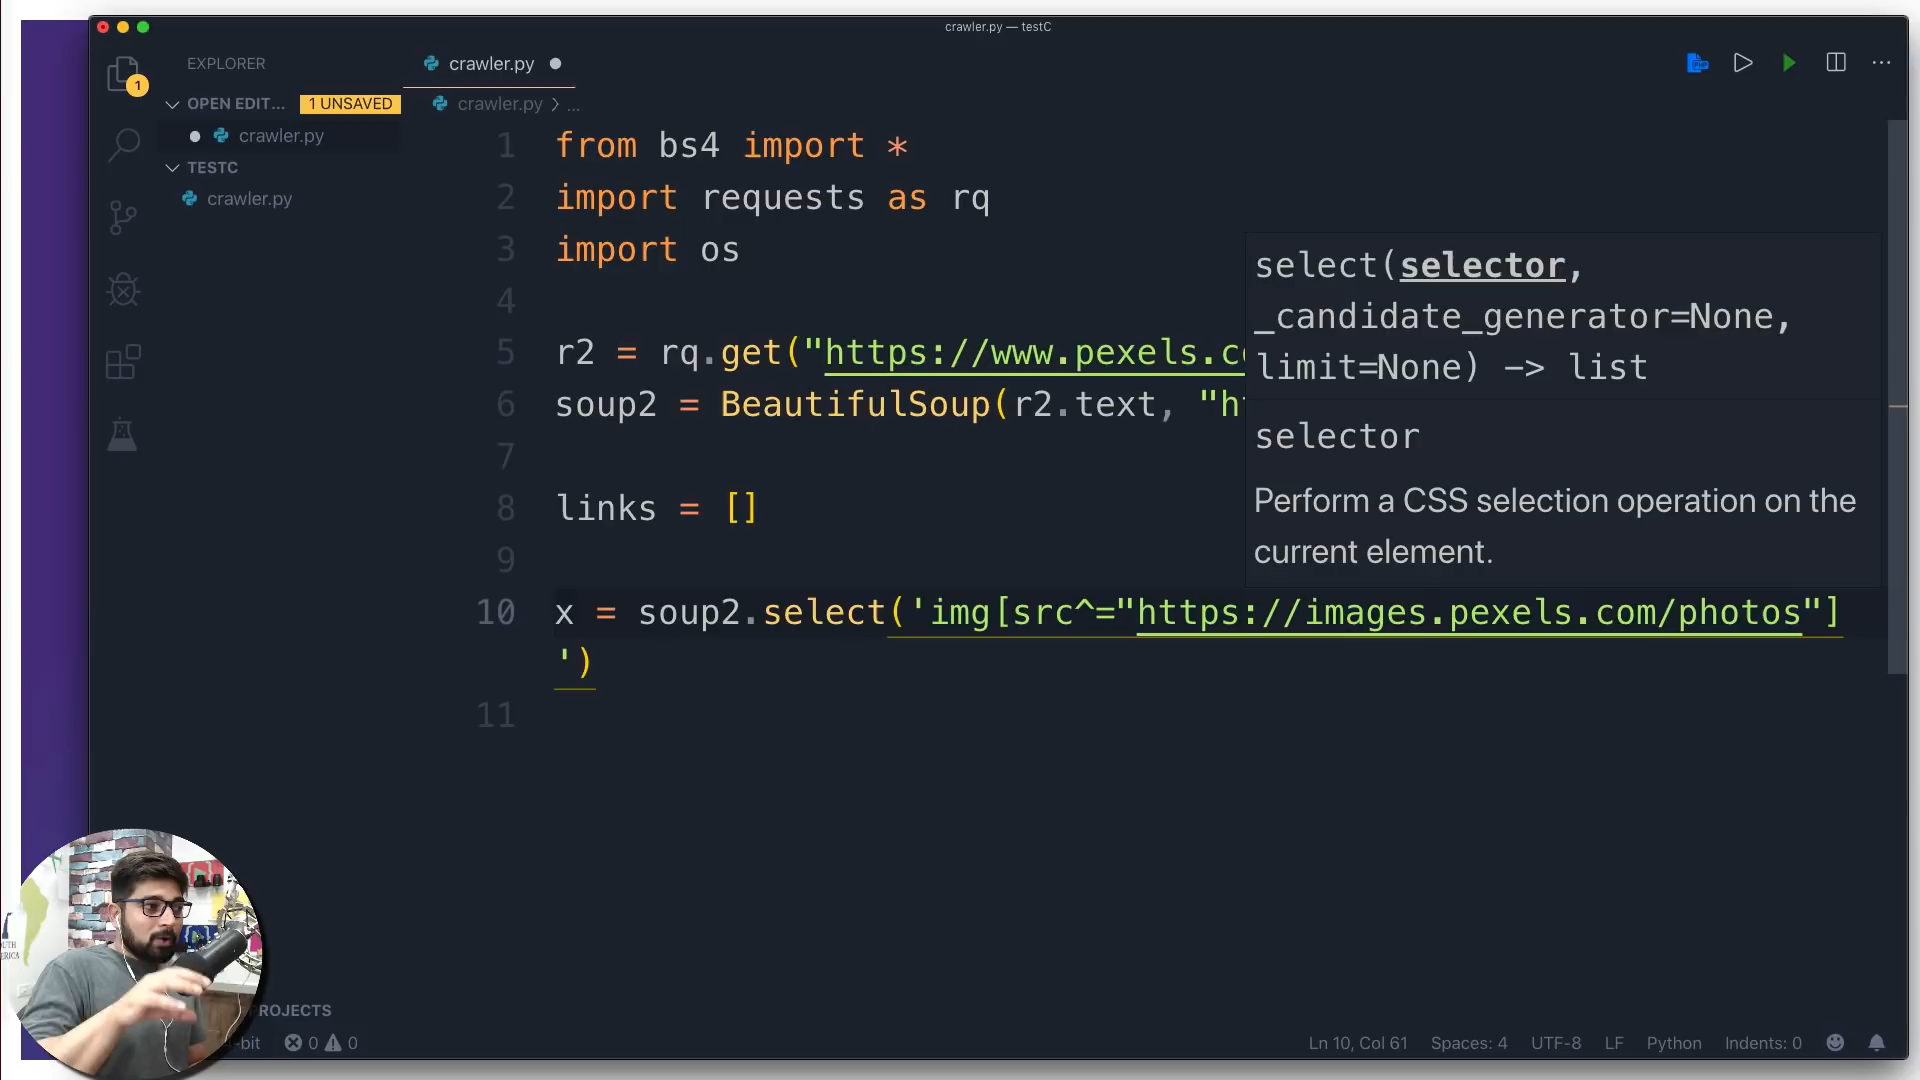 crawler.py — testC
EXPLORER
OPEN EDIT... 1 UNSAVED
crawler.py
TESTC
crawler.py
1
crawler.py
crawler.py > ...
1 from bs4 import *
2 import requests as rq
3 import os
4
5 r2 = rq.get("https://www.pexels.c
6 soup2 = BeautifulSoup(r2.text, "h
7
8 links = []
9
10 x = soup2.select('img[src^="https://images.pexels.com/photos"]
')
11
select(selector,
_candidate_generator=None,
limit=None) -> list
selector
Perform a CSS selection operation on the
current element.
ROJECTS
-bit 0 0
Ln 10, Col 61 Spaces: 4 UTF-8 LF Python Indents: 0